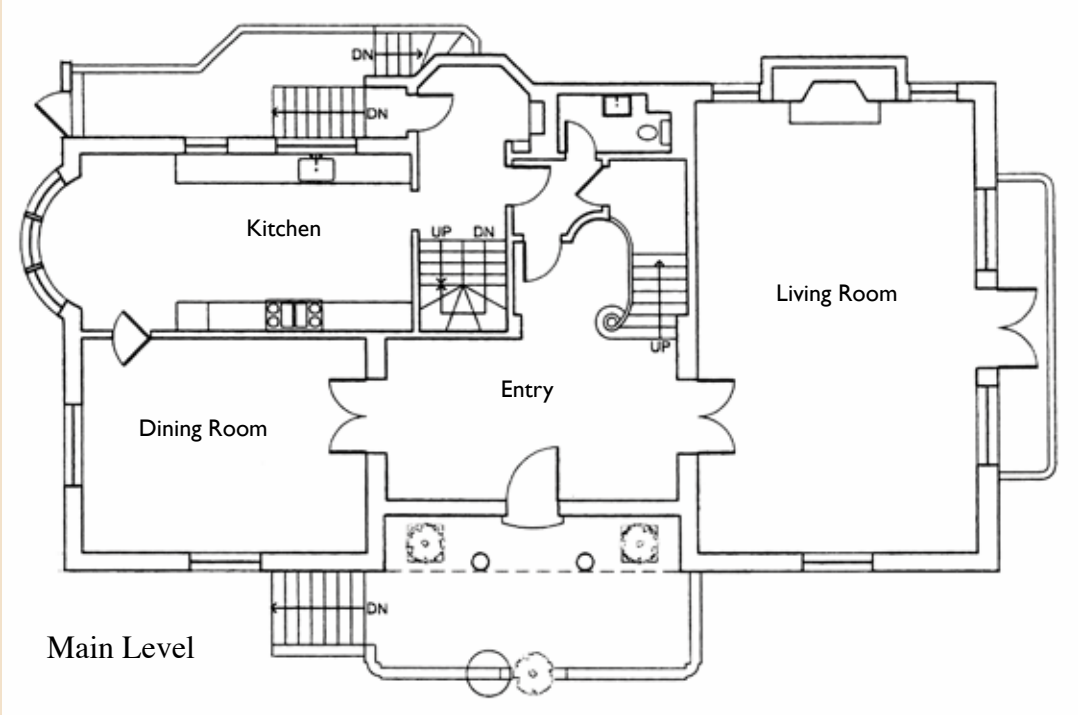 DN
DN
Kitchen
UP DN
Living Room
UP
Entry
Dining Room
DN
Main Level